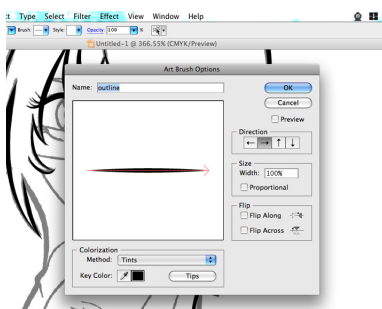 t Type Select Filter Effect View Window Help
Brush: Style: Opacity: 100 %
Untitled-1 @ 366.55% (CMYK/Preview)
Art Brush Options
Name: outline
OK
Cancel
Preview
Direction
Size
Width: 100%
Proportional
Flip
Flip Along
Flip Across
Colorization
Method: Tints
Key Color:
Tips